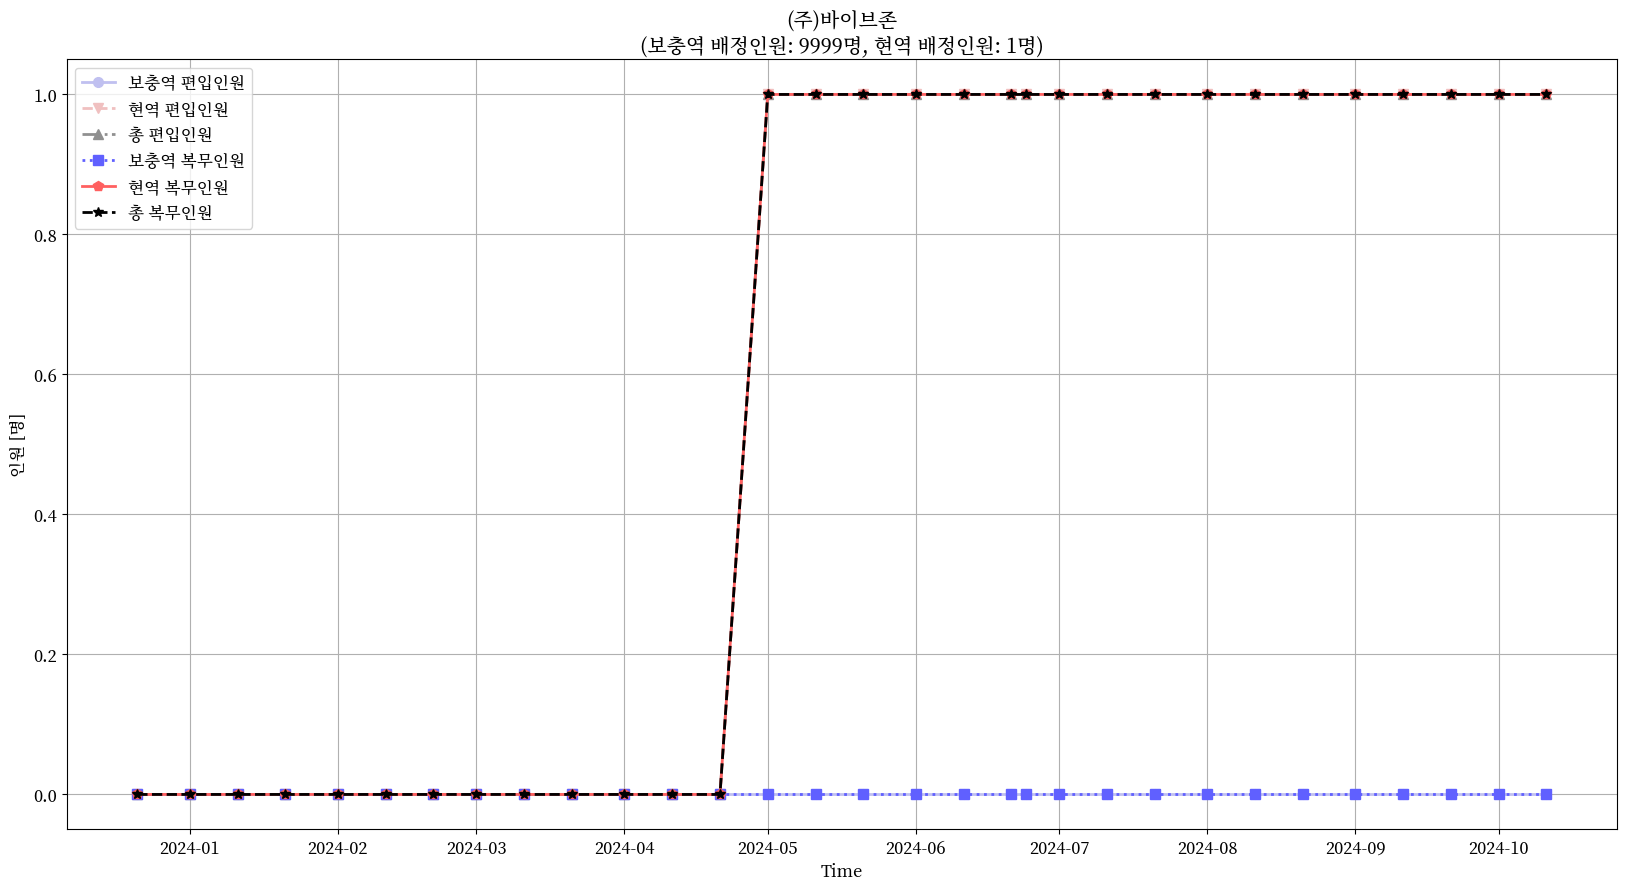 (주)바이브존
(보충역 배정인원: 9999명, 현역 배정인원: 1명)
보충역 편입인원
현역 편입인원
총 편입인원
보충역 복무인원
현역 복무인원
총 복무인원
인원 [명]
1.0
0.8
0.6
0.4
0.2
0.0
2024-01
2024-02
2024-03
2024-04
2024-05
2024-06
2024-07
2024-08
2024-09
2024-10
Time